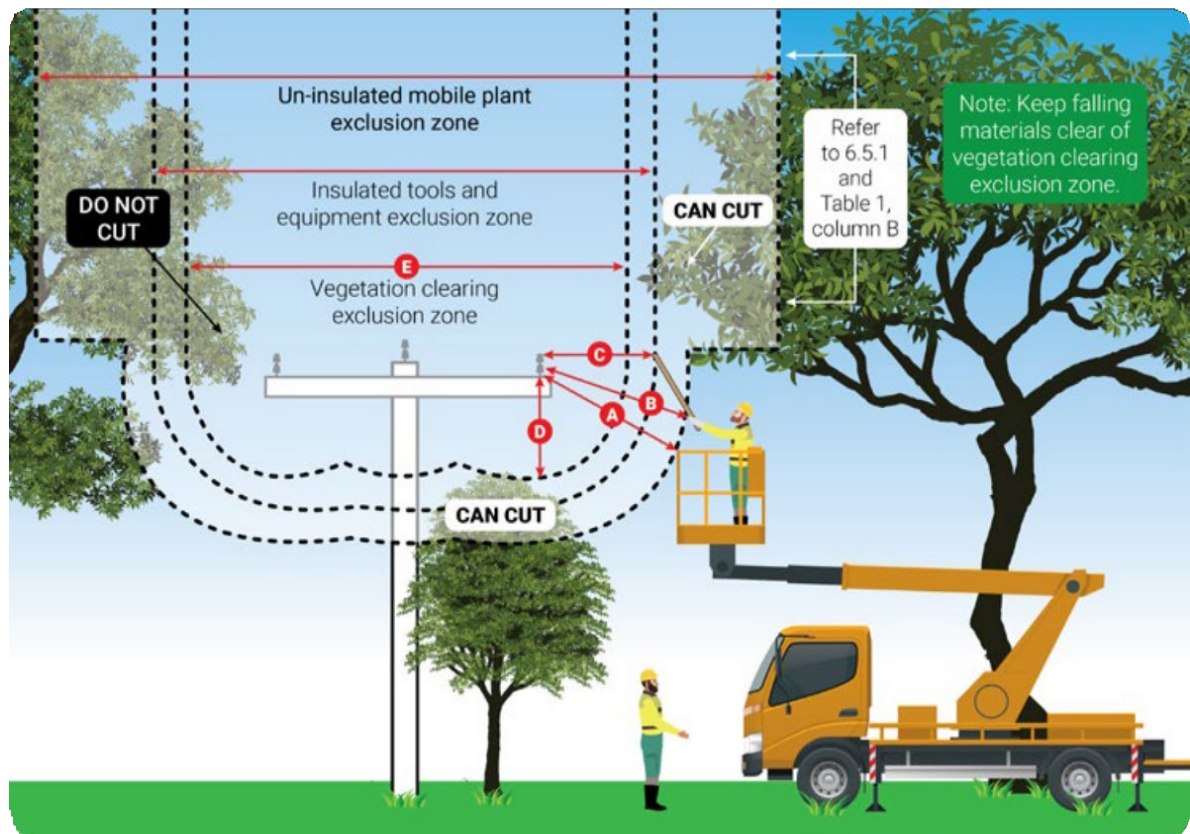 Un-insulated mobile plant
exclusion zone
Insulated tools and
equipment exclusion zone
DO NOT
CUT
CAN CUT
E
Vegetation clearing
exclusion zone
Refer
to 6.5.1
and
Table 1,
column B
Note: Keep falling
materials clear of
vegetation clearing
exclusion zone.
C
B
A
D
CAN CUT